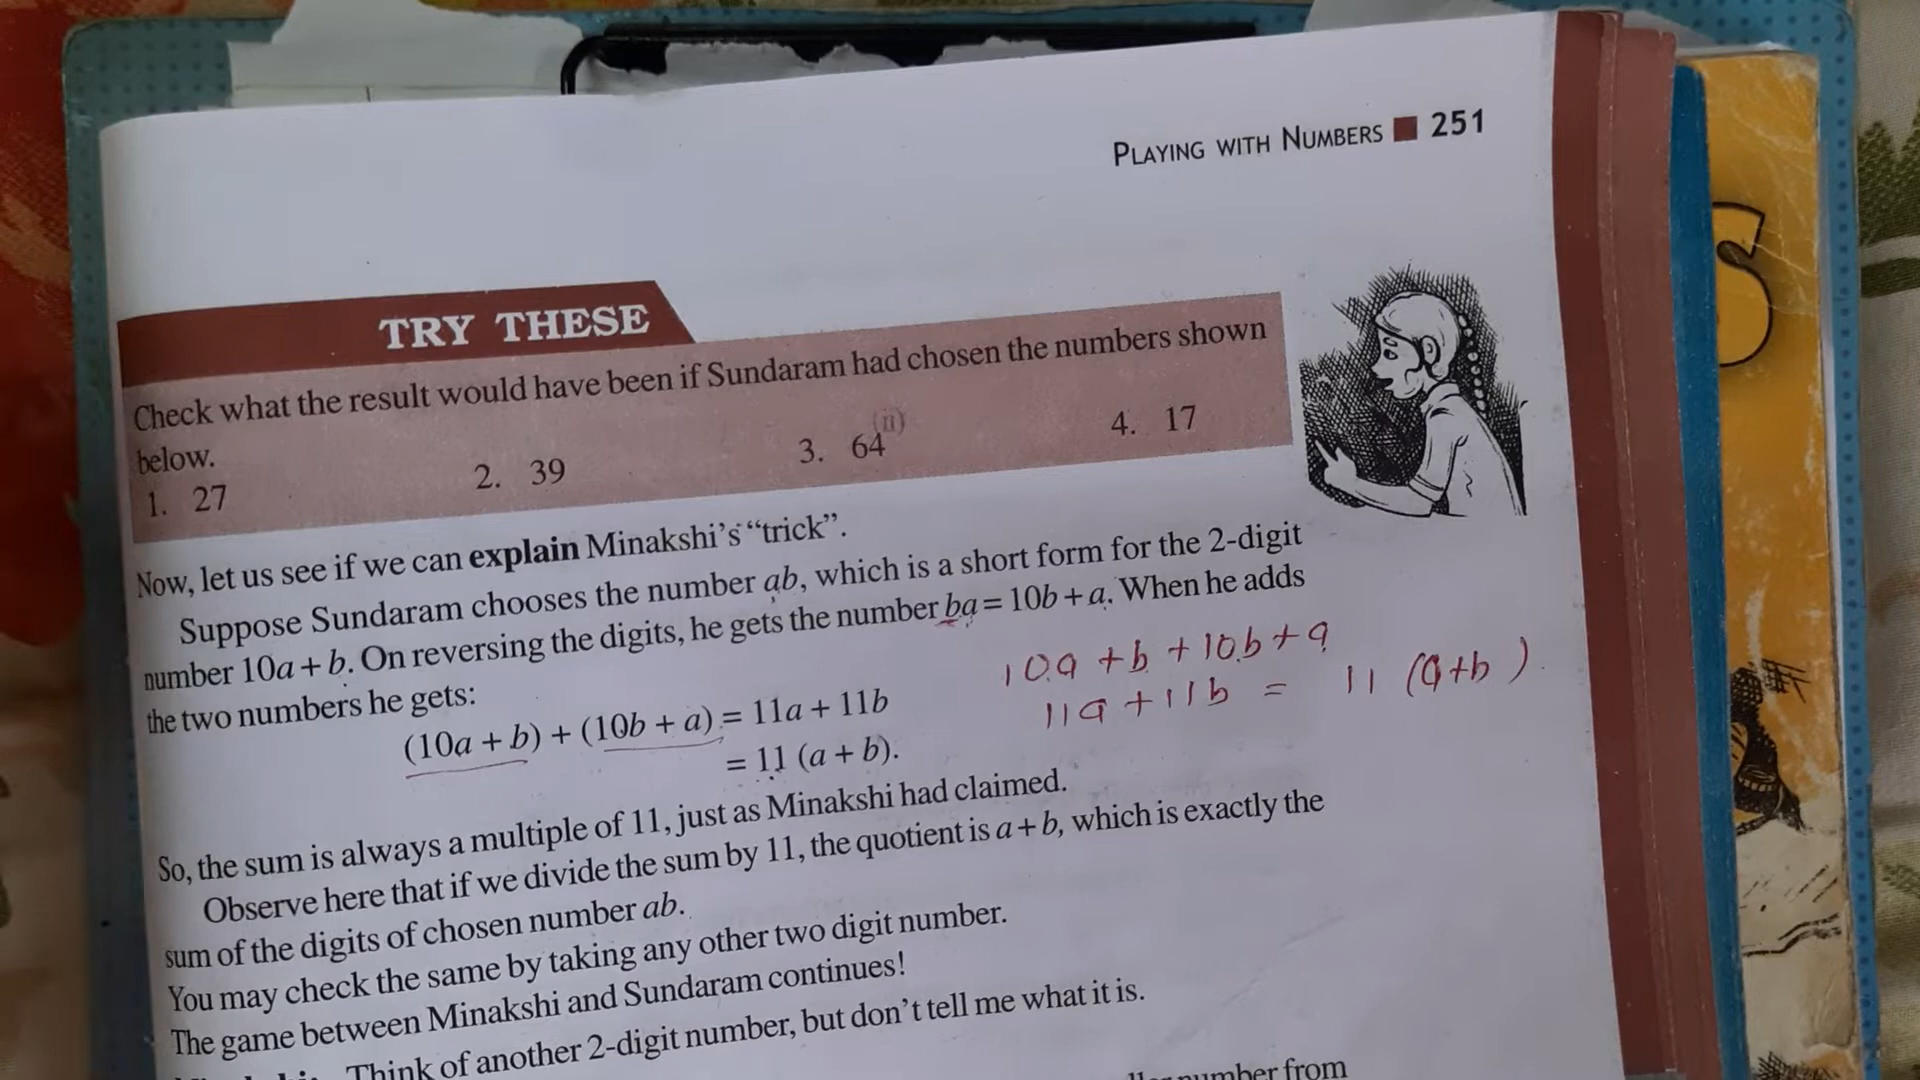 PLAYING WITH NUMBERS 251
TRY THESE
Check what the result would have been if Sundaram had chosen the numbers shown
below.
1. 27 2. 39 3. 64 (ii) 4. 17
Now, let us see if we can explain Minakshi's “trick”.
Suppose Sundaram chooses the number ab, which is a short form for the 2-digit
number 10a + b. On reversing the digits, he gets the number ba = 10b + a. When he adds
the two numbers he gets:
10a + b + 10b + a
(10a + b) + (10b + a) = 11a + 11b
11a + 11b = 11 (a+b)
= 11 (a + b).
So, the sum is always a multiple of 11, just as Minakshi had claimed.
Observe here that if we divide the sum by 11, the quotient is a + b, which is exactly the
sum of the digits of chosen number ab.
You may check the same by taking any other two digit number.
The game between Minakshi and Sundaram continues!
Think of another 2-digit number, but don't tell me what it is.
number from